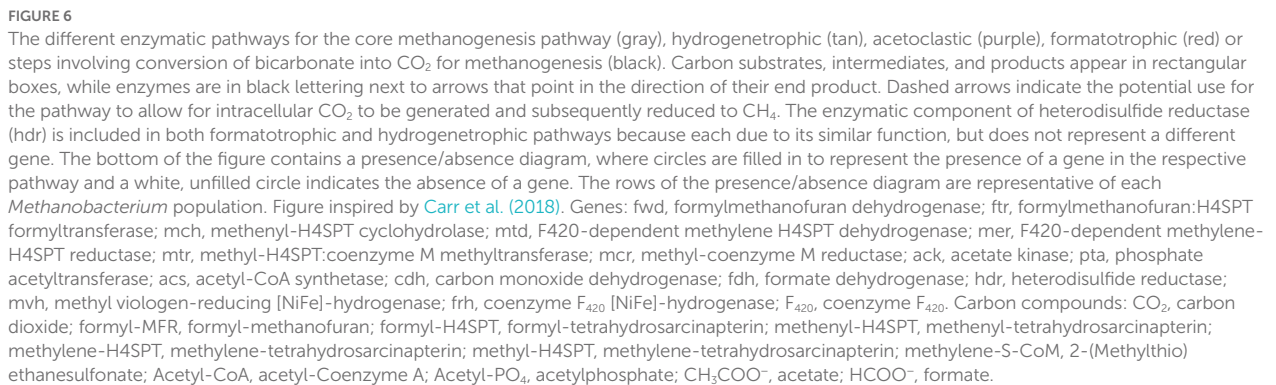 FIGURE 6
The different enzymatic pathways for the core methanogenesis pathway (gray), hydrogenetrophic (tan), acetoclastic (purple), formatotrophic (red) or
steps involving conversion of bicarbonate into CO₂ for methanogenesis (black). Carbon substrates, intermediates, and products appear in rectangular
boxes, while enzymes are in black lettering next to arrows that point in the direction of their end product. Dashed arrows indicate the potential use for
the pathway to allow for intracellular CO₂ to be generated and subsequently reduced to CH₄. The enzymatic component of heterodisulfide reductase
(hdr) is included in both formatotrophic and hydrogenetrophic pathways because each due to its similar function, but does not represent a different
gene. The bottom of the figure contains a presence/absence diagram, where circles are filled in to represent the presence of a gene in the respective
pathway and a white, unfilled circle indicates the absence of a gene. The rows of the presence/absence diagram are representative of each
Methanobacterium population. Figure inspired by Carr et al. (2018). Genes: fwd, formylmethanofuran dehydrogenase; ftr, formylmethanofuran:H4SPT
formyltransferase; mch, methenyl-H4SPT cyclohydrolase; mtd, F420-dependent methylene H4SPT dehydrogenase; mer, F420-dependent methylene-
H4SPT reductase; mtr, methyl-H4SPT:coenzyme M methyltransferase; mcr, methyl-coenzyme M reductase; ack, acetate kinase; pta, phosphate
acetyltransferase; acs, acetyl-CoA synthetase; cdh, carbon monoxide dehydrogenase; fdh, formate dehydrogenase; hdr, heterodisulfide reductase;
mvh, methyl viologen-reducing [NiFe]-hydrogenase; frh, coenzyme F₄₂₀ [NiFe]-hydrogenase; F₄₂₀, coenzyme F₄₂₀. Carbon compounds: CO₂, carbon
dioxide; formyl-MFR, formyl-methanofuran; formyl-H4SPT, formyl-tetrahydrosarcinapterin; methenyl-H4SPT, methenyl-tetrahydrosarcinapterin;
methylene-H4SPT, methylene-tetrahydrosarcinapterin; methyl-H4SPT, methylene-tetrahydrosarcinapterin; methylene-S-CoM, 2-(Methylthio)
ethanesulfonate; Acetyl-CoA, acetyl-Coenzyme A; Acetyl-PO₄, acetylphosphate; CH₃COO⁻, acetate; HCOO⁻, formate.